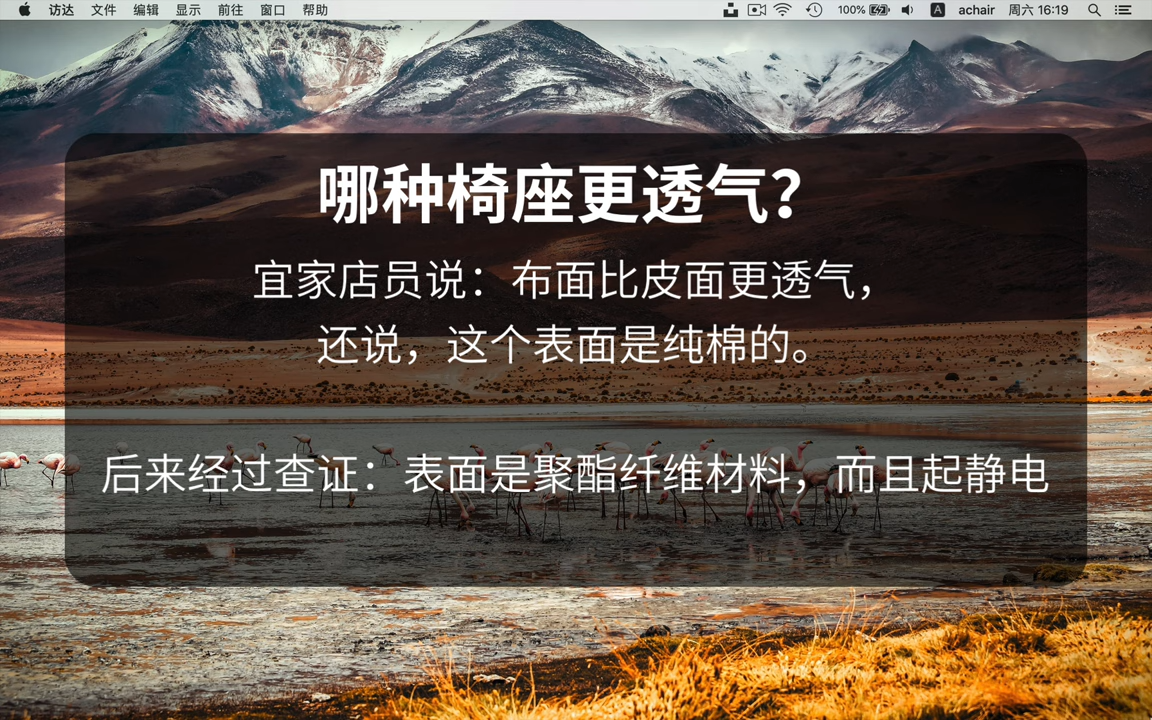 访达 文件 编辑 显示 前往 窗口 帮助 100% A achair 周六 16:19
哪种椅座更透气？
宜家店员说：布面比皮面更透气，
还说，这个表面是纯棉的。
后来经过查证：表面是聚酯纤维材料，而且起静电